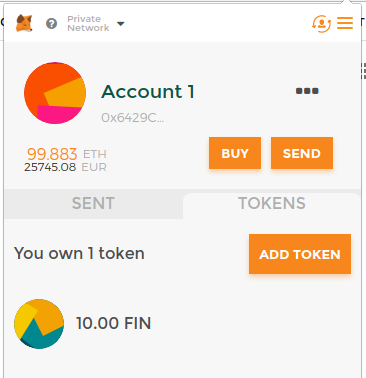 Private
Network
Account 1
0x6429C...
99.883 ETH
25745.08 EUR
BUY
SEND
SENT
TOKENS
You own 1 token
ADD TOKEN
10.00 FIN